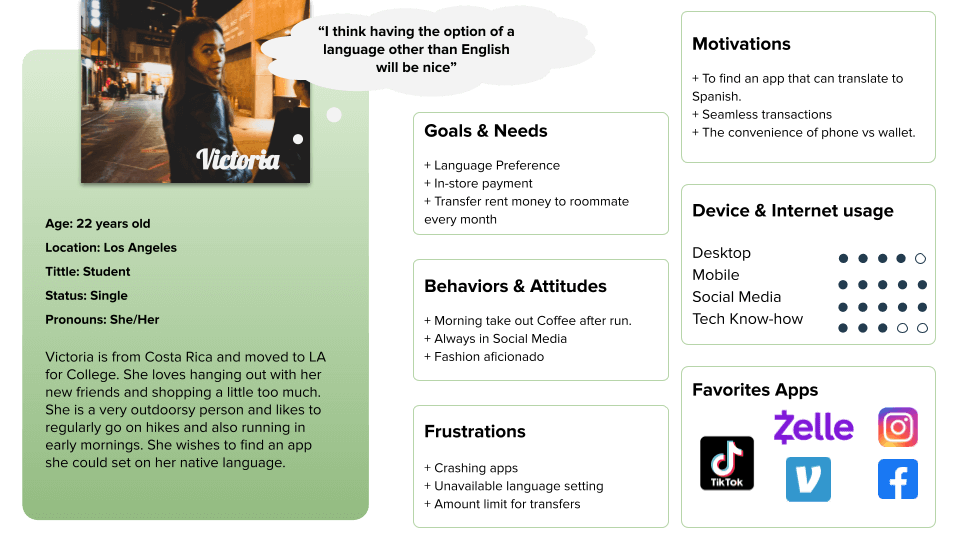 “I think having the option of a
language other than English
will be nice”
Victoria
Age: 22 years old
Location: Los Angeles
Tittle: Student
Status: Single
Pronouns: She/Her
Victoria is from Costa Rica and moved to LA
for College. She loves hanging out with her
new friends and shopping a little too much.
She is a very outdoorsy person and likes to
regularly go on hikes and also running in
early mornings. She wishes to find an app
she could set on her native language.
Goals & Needs
+ Language Preference
+ In-store payment
+ Transfer rent money to roommate
every month
Behaviors & Attitudes
+ Morning take out Coffee after run.
+ Always in Social Media
+ Fashion aficionado
Frustrations
+ Crashing apps
+ Unavailable language setting
+ Amount limit for transfers
Motivations
+ To find an app that can translate to
Spanish.
+ Seamless transactions
+ The convenience of phone vs wallet.
Device & Internet usage
Desktop
Mobile
Social Media
Tech Know-how
Favorites Apps
Zelle
TikTok